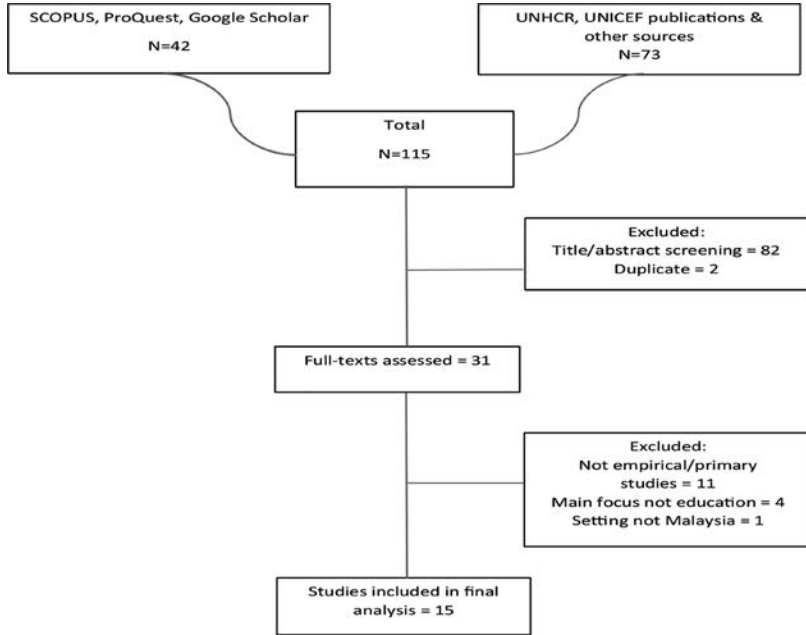 SCOPUS, ProQuest, Google Scholar
N=42
UNHCR, UNICEF publications &
other sources
N=73
Total
N=115
Excluded:
Title/abstract screening = 82
Duplicate = 2
Full-texts assessed = 31
Excluded:
Not empirical/primary
studies = 11
Main focus not education = 4
Setting not Malaysia = 1
Studies included in final
analysis = 15